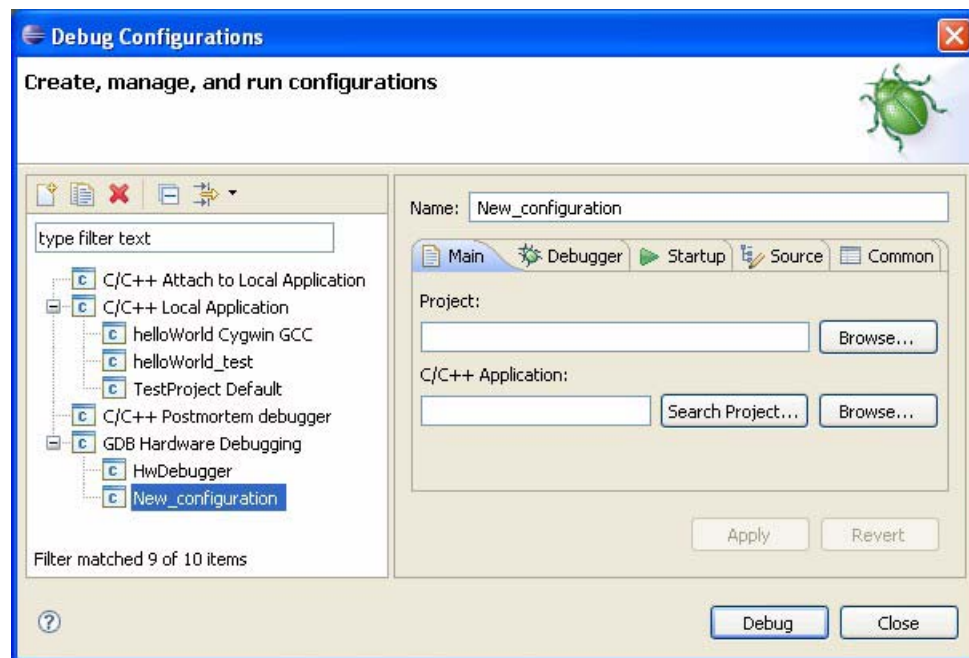 Debug Configurations
Create, manage, and run configurations
type filter text
C/C++ Attach to Local Application
C/C++ Local Application
helloWorld Cygwin GCC
helloWorld_test
TestProject Default
C/C++ Postmortem debugger
GDB Hardware Debugging
HwDebugger
New_configuration
Filter matched 9 of 10 items
Name: New_configuration
Main Debugger Startup Source Common
Project:
Browse...
C/C++ Application:
Search Project... Browse...
Apply Revert
Debug Close